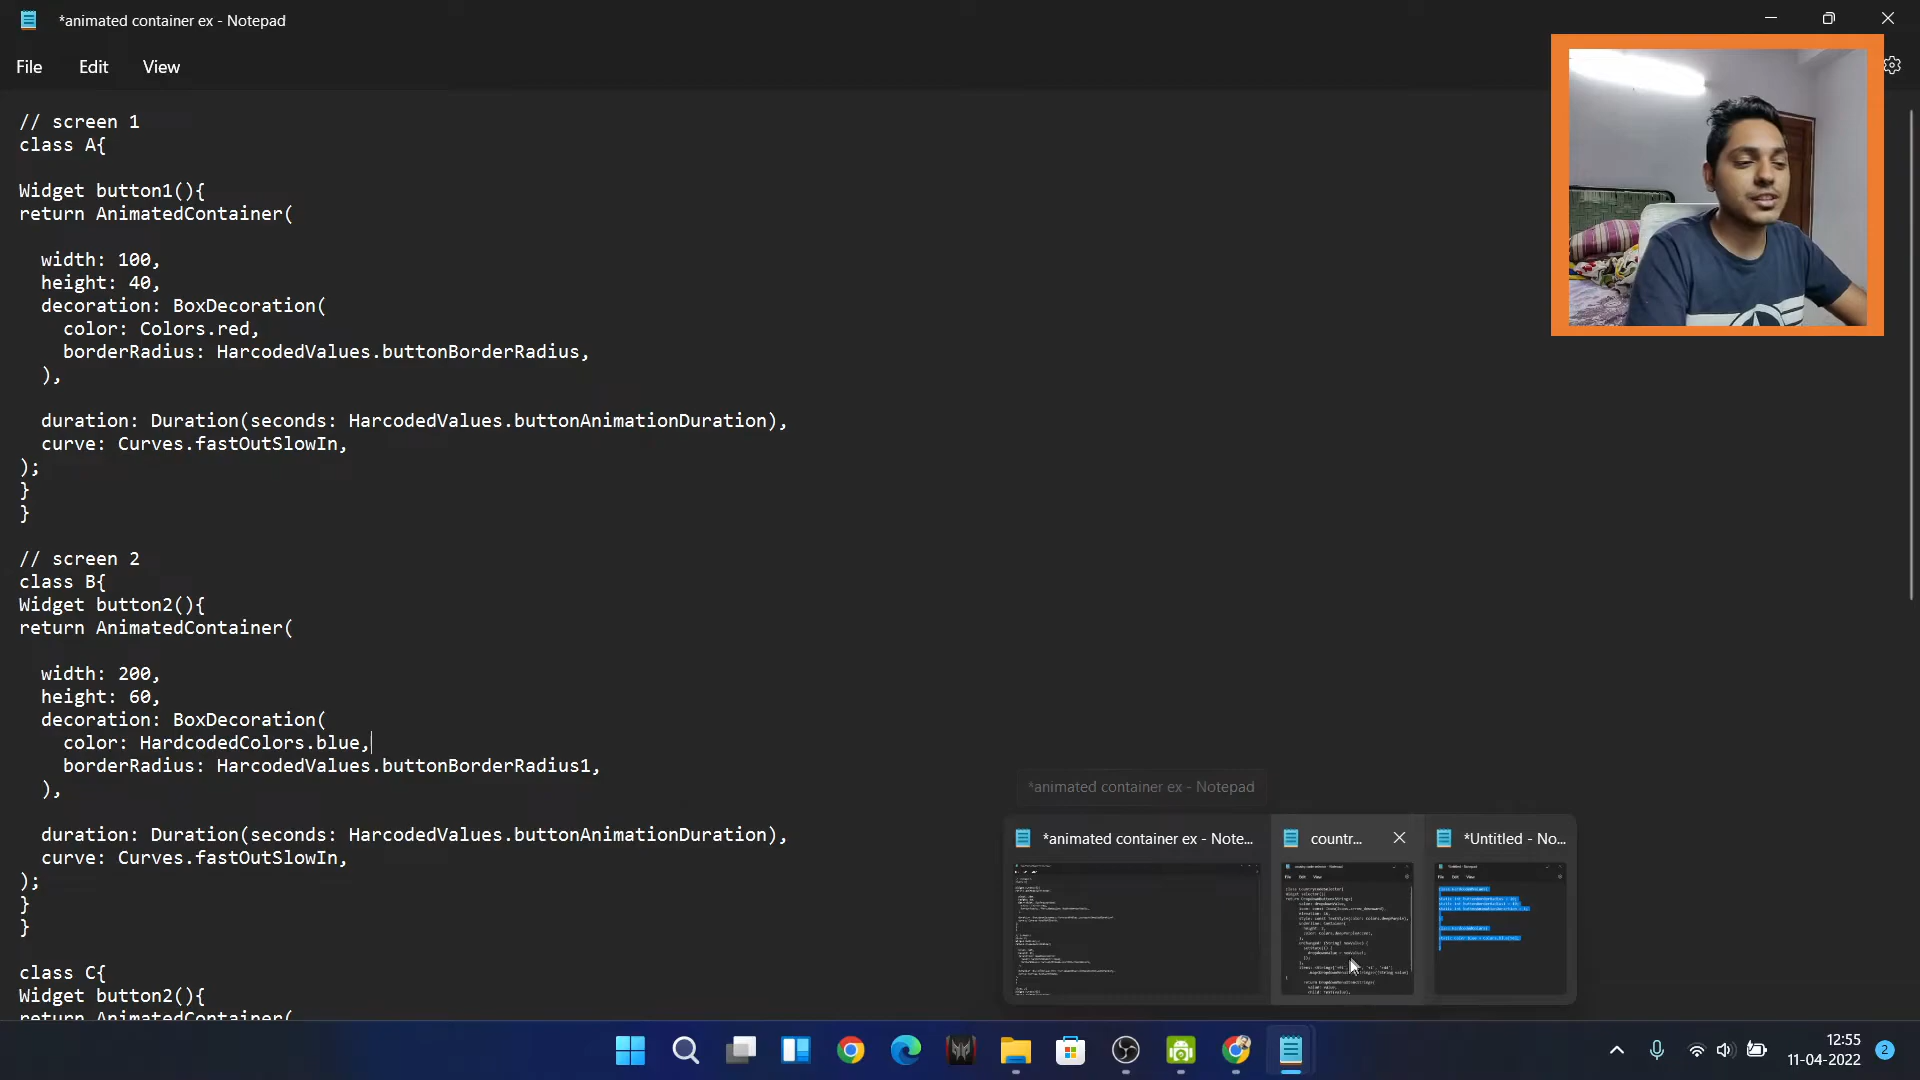 *animated container ex - Notepad
File Edit View
// screen 1
class A{
Widget button1(){
return AnimatedContainer(
width: 100,
height: 40,
decoration: BoxDecoration(
color: Colors.red,
borderRadius: HarcodedValues.buttonBorderRadius,
),
duration: Duration(seconds: HarcodedValues.buttonAnimationDuration),
curve: Curves.fastOutSlowIn,
);
}
}
// screen 2
class B{
Widget button2(){
return AnimatedContainer(
width: 200,
height: 60,
decoration: BoxDecoration(
color: HardcodedColors.blue,
borderRadius: HarcodedValues.buttonBorderRadius1,
),
duration: Duration(seconds: HarcodedValues.buttonAnimationDuration),
curve: Curves.fastOutSlowIn,
);
}
}
class C{
Widget button2(){
return AnimatedContainer(
*animated container ex - Notepad
*animated container ex - Note...
countr...
*Untitled - No...
12:55
11-04-2022
2